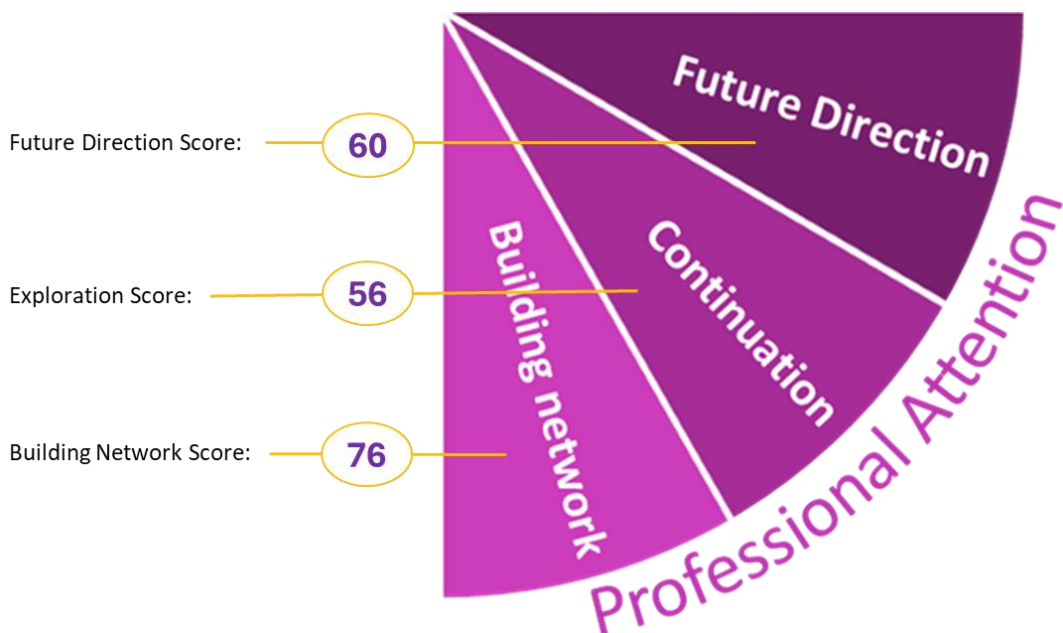 Future Direction Score:
60
Future Direction
Exploration Score:
56
Continuation
Building Network Score:
76
Building network
Professional Attention